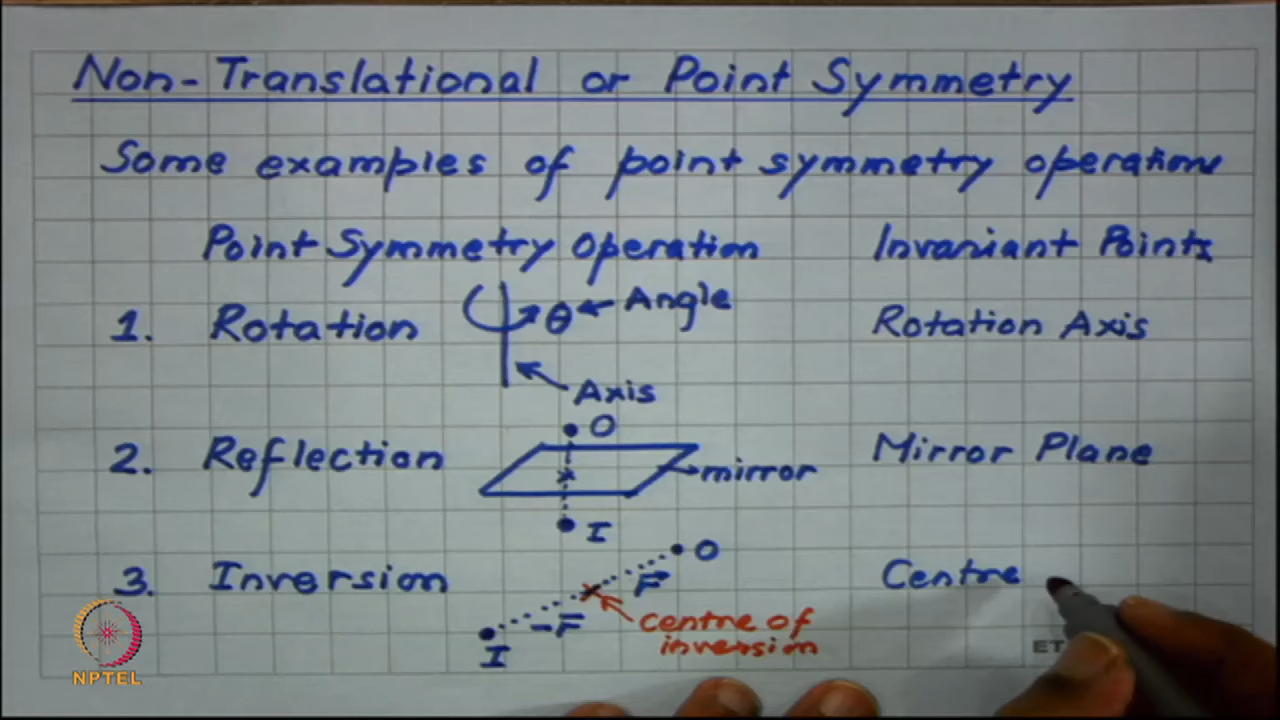 Non-Translational or Point Symmetry
Some examples of point symmetry operations
Point Symmetry Operation Invariant Points
1. Rotation θ ← Angle Rotation Axis
Axis
2. Reflection O mirror Mirror Plane
I
3. Inversion O r̄ Centre
-r̄ centre of
inversion
I
ET
NPTEL